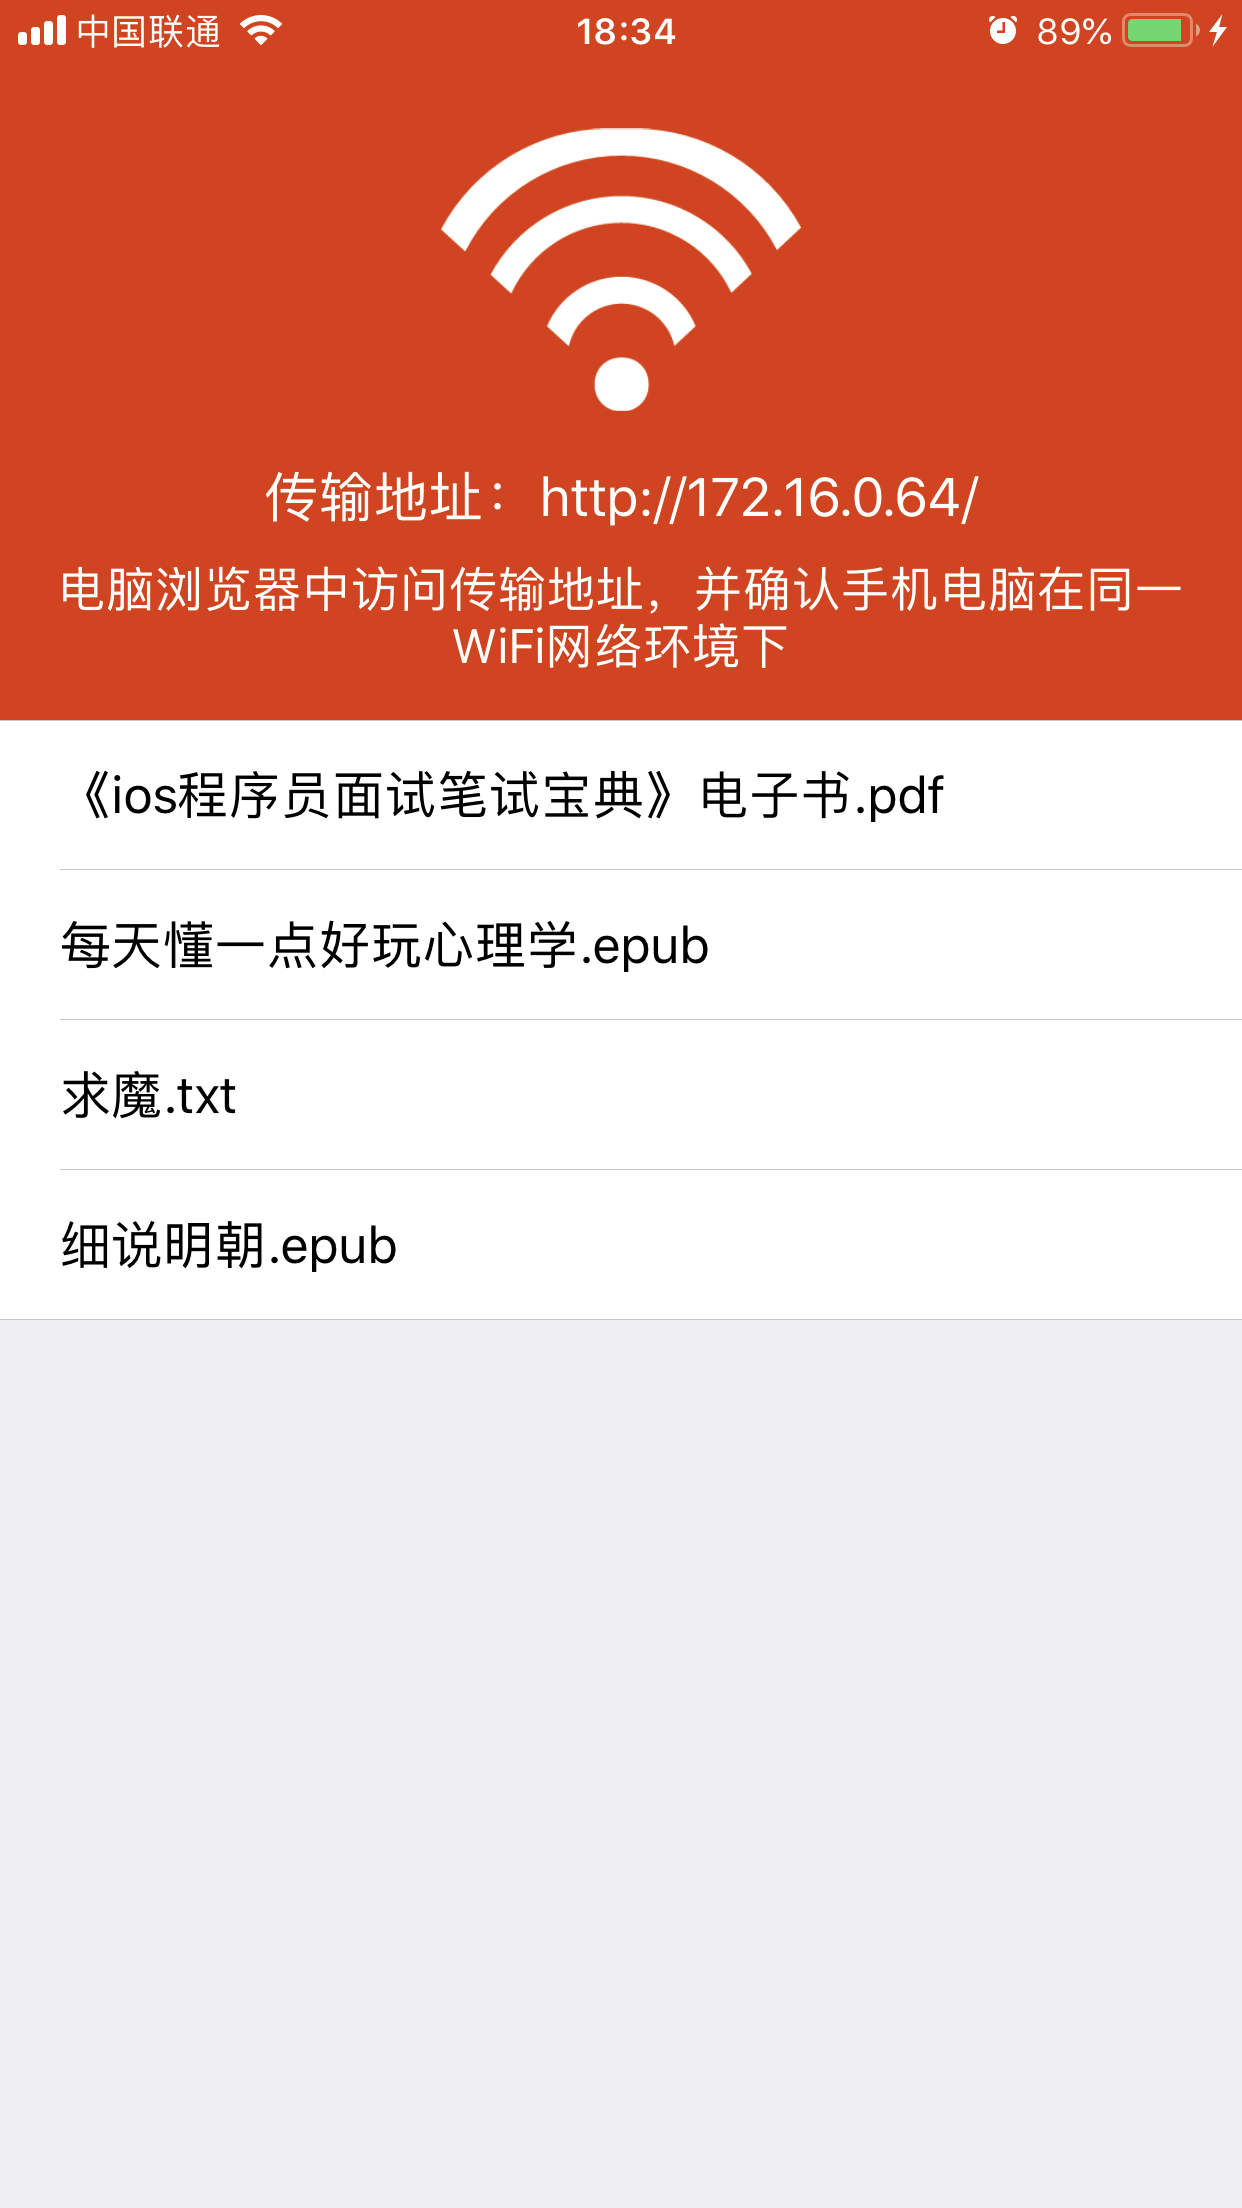 中国联通
18:34
89%
传输地址：http://172.16.0.64/
电脑浏览器中访问传输地址，并确认手机电脑在同一
WiFi网络环境下
《ios程序员面试笔试宝典》电子书.pdf
每天懂一点好玩心理学.epub
求魔.txt
细说明朝.epub